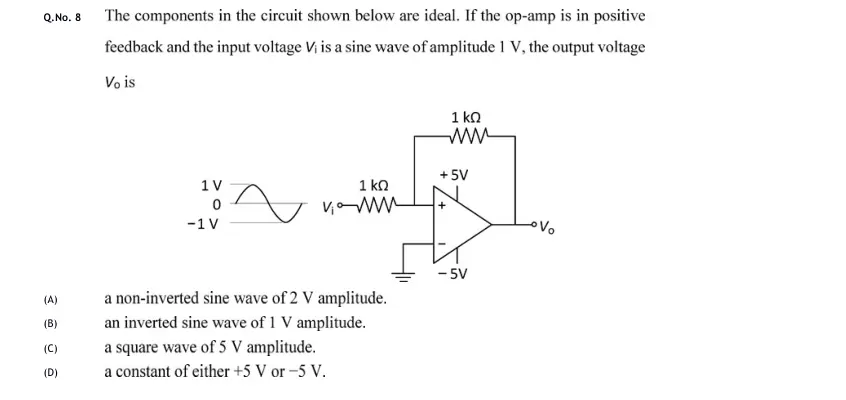 Q.No. 8 The components in the circuit shown below are ideal. If the op-amp is in positive
feedback and the input voltage Vi is a sine wave of amplitude 1 V, the output voltage
Vo is
1 kΩ
+5V
1 V
1 kΩ
0
Vi
+
−1 V
Vo
−
−5V
(A) a non-inverted sine wave of 2 V amplitude.
(B) an inverted sine wave of 1 V amplitude.
(C) a square wave of 5 V amplitude.
(D) a constant of either +5 V or −5 V.